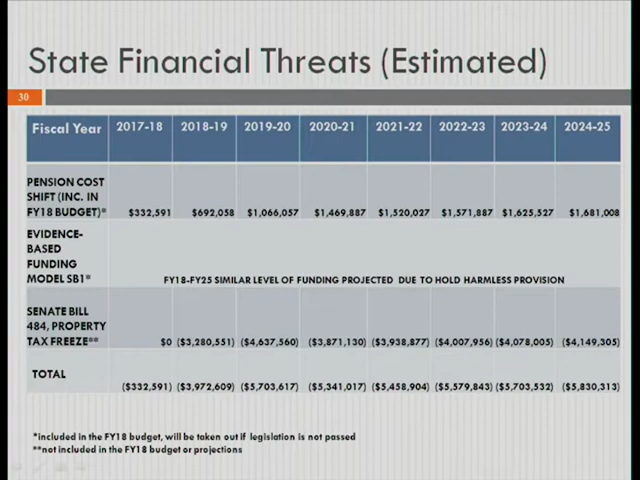 State Financial Threats (Estimated)
30
Fiscal Year 2017-18 2018-19 2019-20 2020-21 2021-22 2022-23 2023-24 2024-25
PENSION COST
SHIFT (INC. IN
FY18 BUDGET)* $332,591 $692,058 $1,066,057 $1,469,887 $1,520,027 $1,571,887 $1,625,527 $1,681,008
EVIDENCE-
BASED
FUNDING
MODEL SB1* FY18-FY25 SIMILAR LEVEL OF FUNDING PROJECTED DUE TO HOLD HARMLESS PROVISION
SENATE BILL
484, PROPERTY
TAX FREEZE** $0 ($3,280,551) ($4,637,560) ($3,871,130) ($3,938,877) ($4,007,956) ($4,078,005) ($4,149,305)
TOTAL
($332,591) ($3,972,609) ($5,703,617) ($5,341,017) ($5,458,904) ($5,579,843) ($5,703,532) ($5,830,313)
*included in the FY18 budget, will be taken out if legislation is not passed
**not included in the FY18 budget or projections